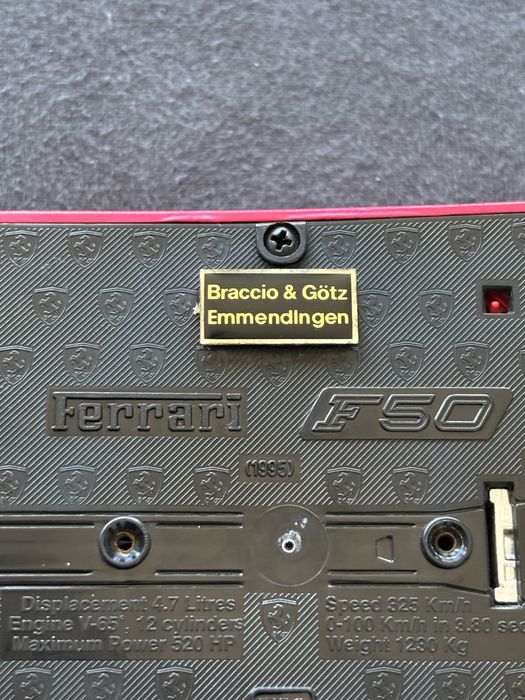 Braccio & Götz
Emmendingen
Ferrari
F50
(1995)
Displacement 4.7 Litres
Engine V-65°, 12 cylinders
Maximum Power 520 HP
Speed 325 Km/h
0-100 Km/h in 3.80 sec
Weight 1230 Kg